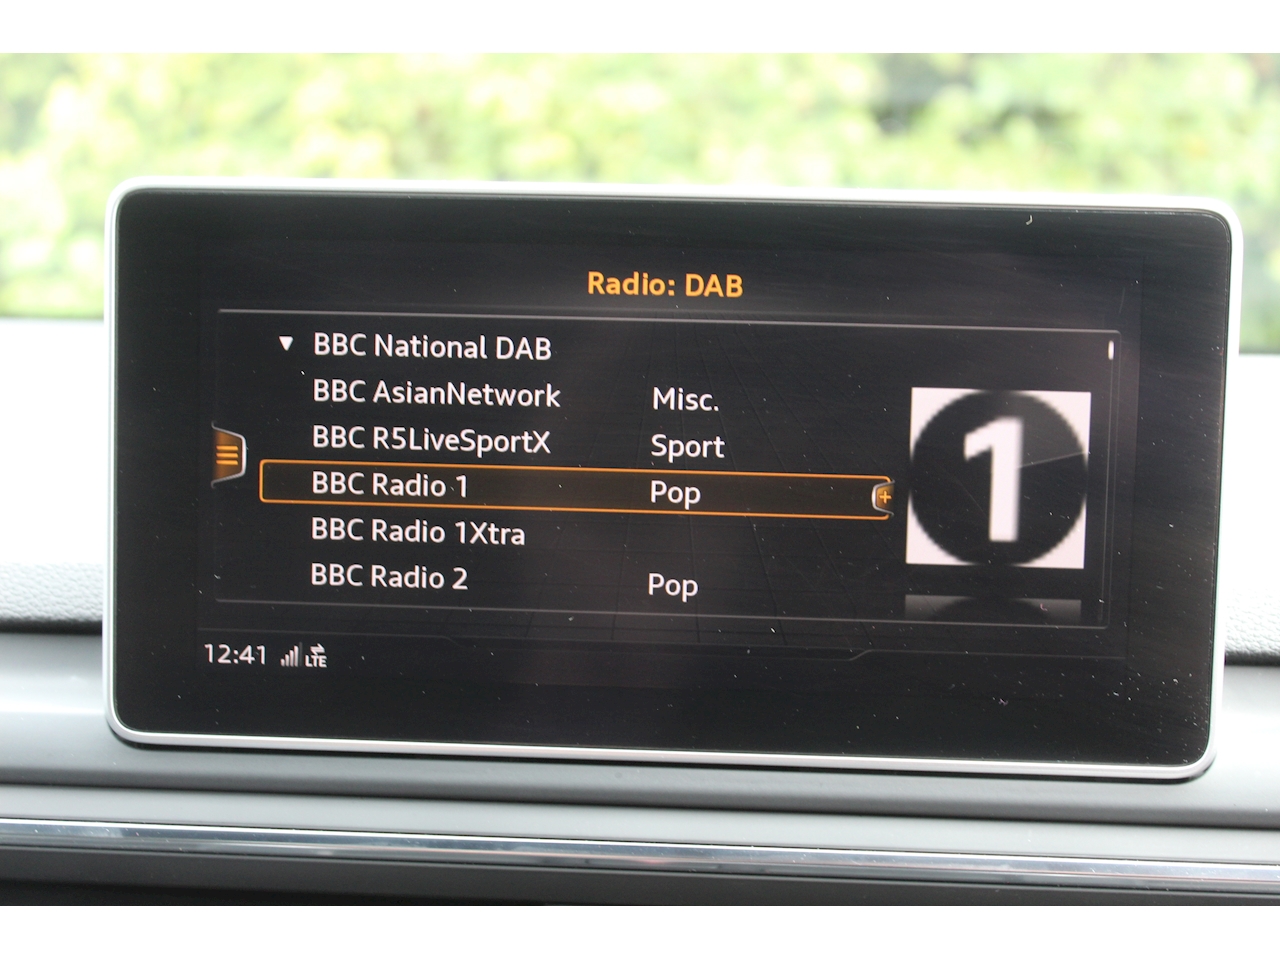 Radio: DAB
▼ BBC National DAB
BBC AsianNetwork Misc.
BBC R5LiveSportX Sport
BBC Radio 1 Pop
BBC Radio 1Xtra
BBC Radio 2 Pop
1
12:41 LTE